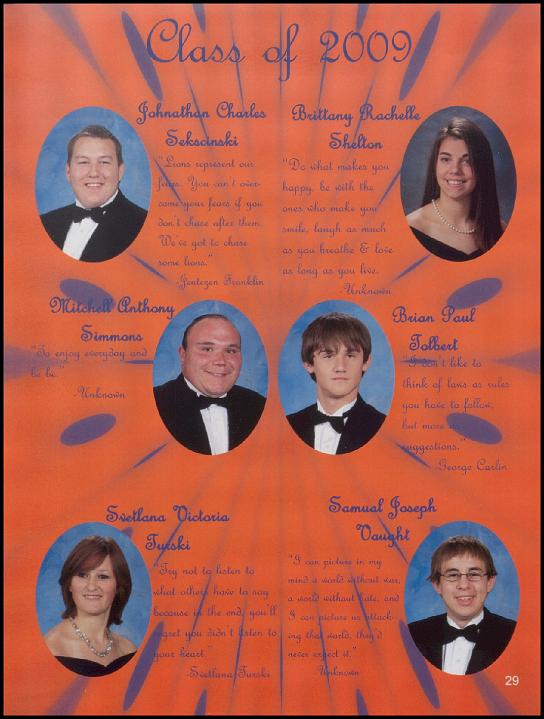 Class of 2009
Johnathan Charles
Sekscinski
"Lions represent our
fears. You can't over-
come your fears if you
don't chase after them.
We've got to chase
some lions."
-Jentezen Franklin
Brittany Rachelle
Shelton
"Do what makes you
happy, be with the
ones who make you
smile, laugh as much
as you breathe & love
as long as you live.
-Unknown
Mitchell Anthony
Simmons
"To enjoy everyday and
be be."
-Unknown
Brian Paul
Tolbert
"I don't like to
think of laws as rules
you have to follow,
but more as
suggestions."
-George Carlin
Svetlana Victoria
Turski
"Try not to listen to
what others have to say
because in the end, you'll
regret you didn't listen to
your heart."
-Svetlana Turski
Samual Joseph
Vaught
"I can picture in my
mind a world without war,
a world without hate, and
I can picture us attack-
ing that world, they'd
never expect it."
-Unknown
29